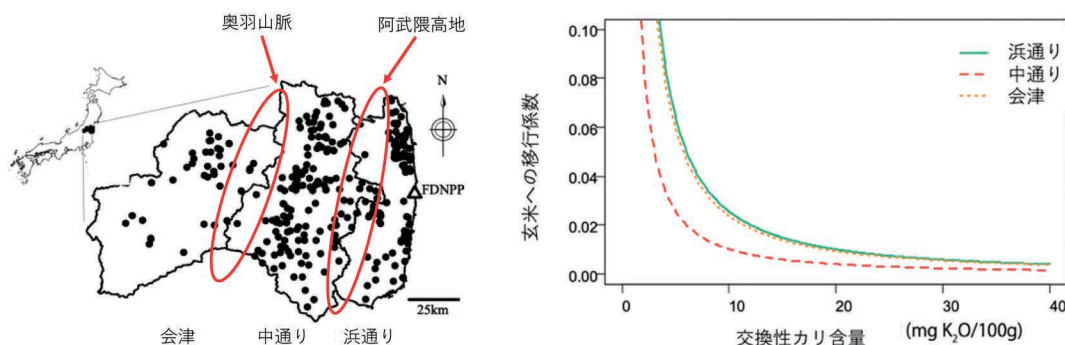 奥羽山脈
阿武隈高地
N
FDNPP
25km
会津
中通り
浜通り
玄米への移行係数
0.10
0.08
0.06
0.04
0.02
0.00
浜通り
中通り
会津
0
10
20
30
40
交換性カリ含量
(mg K₂O/100g)